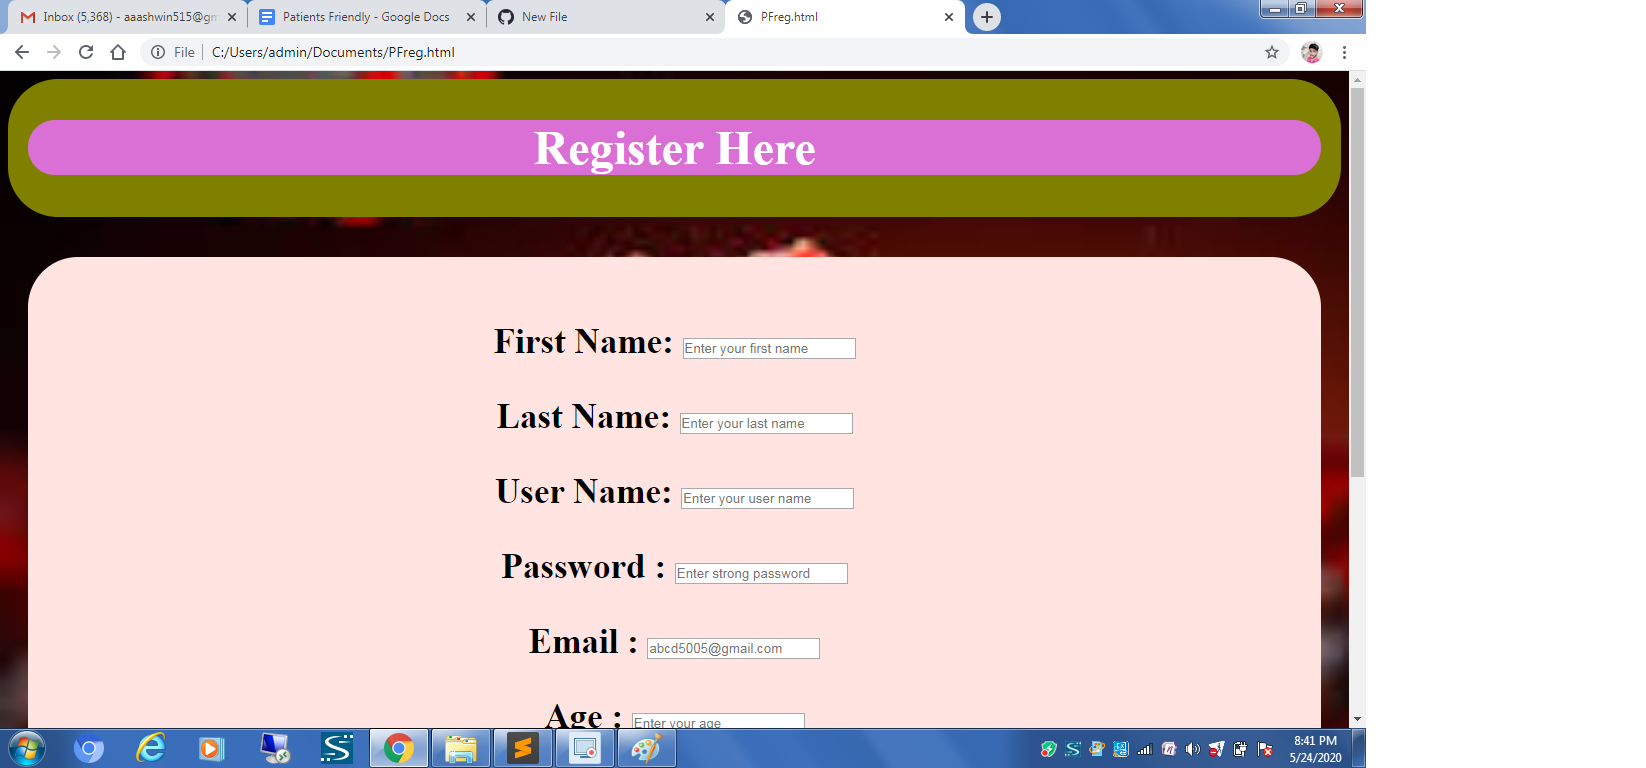 Inbox (5,368) - aaashwin515@gm
Patients Friendly - Google Docs
New File
PFreg.html
File
C:/Users/admin/Documents/PFreg.html
Register Here
First Name: Enter your first name
Last Name: Enter your last name
User Name: Enter your user name
Password : Enter strong password
Email : abcd5005@gmail.com
Age : Enter your age
8:41 PM
5/24/2020